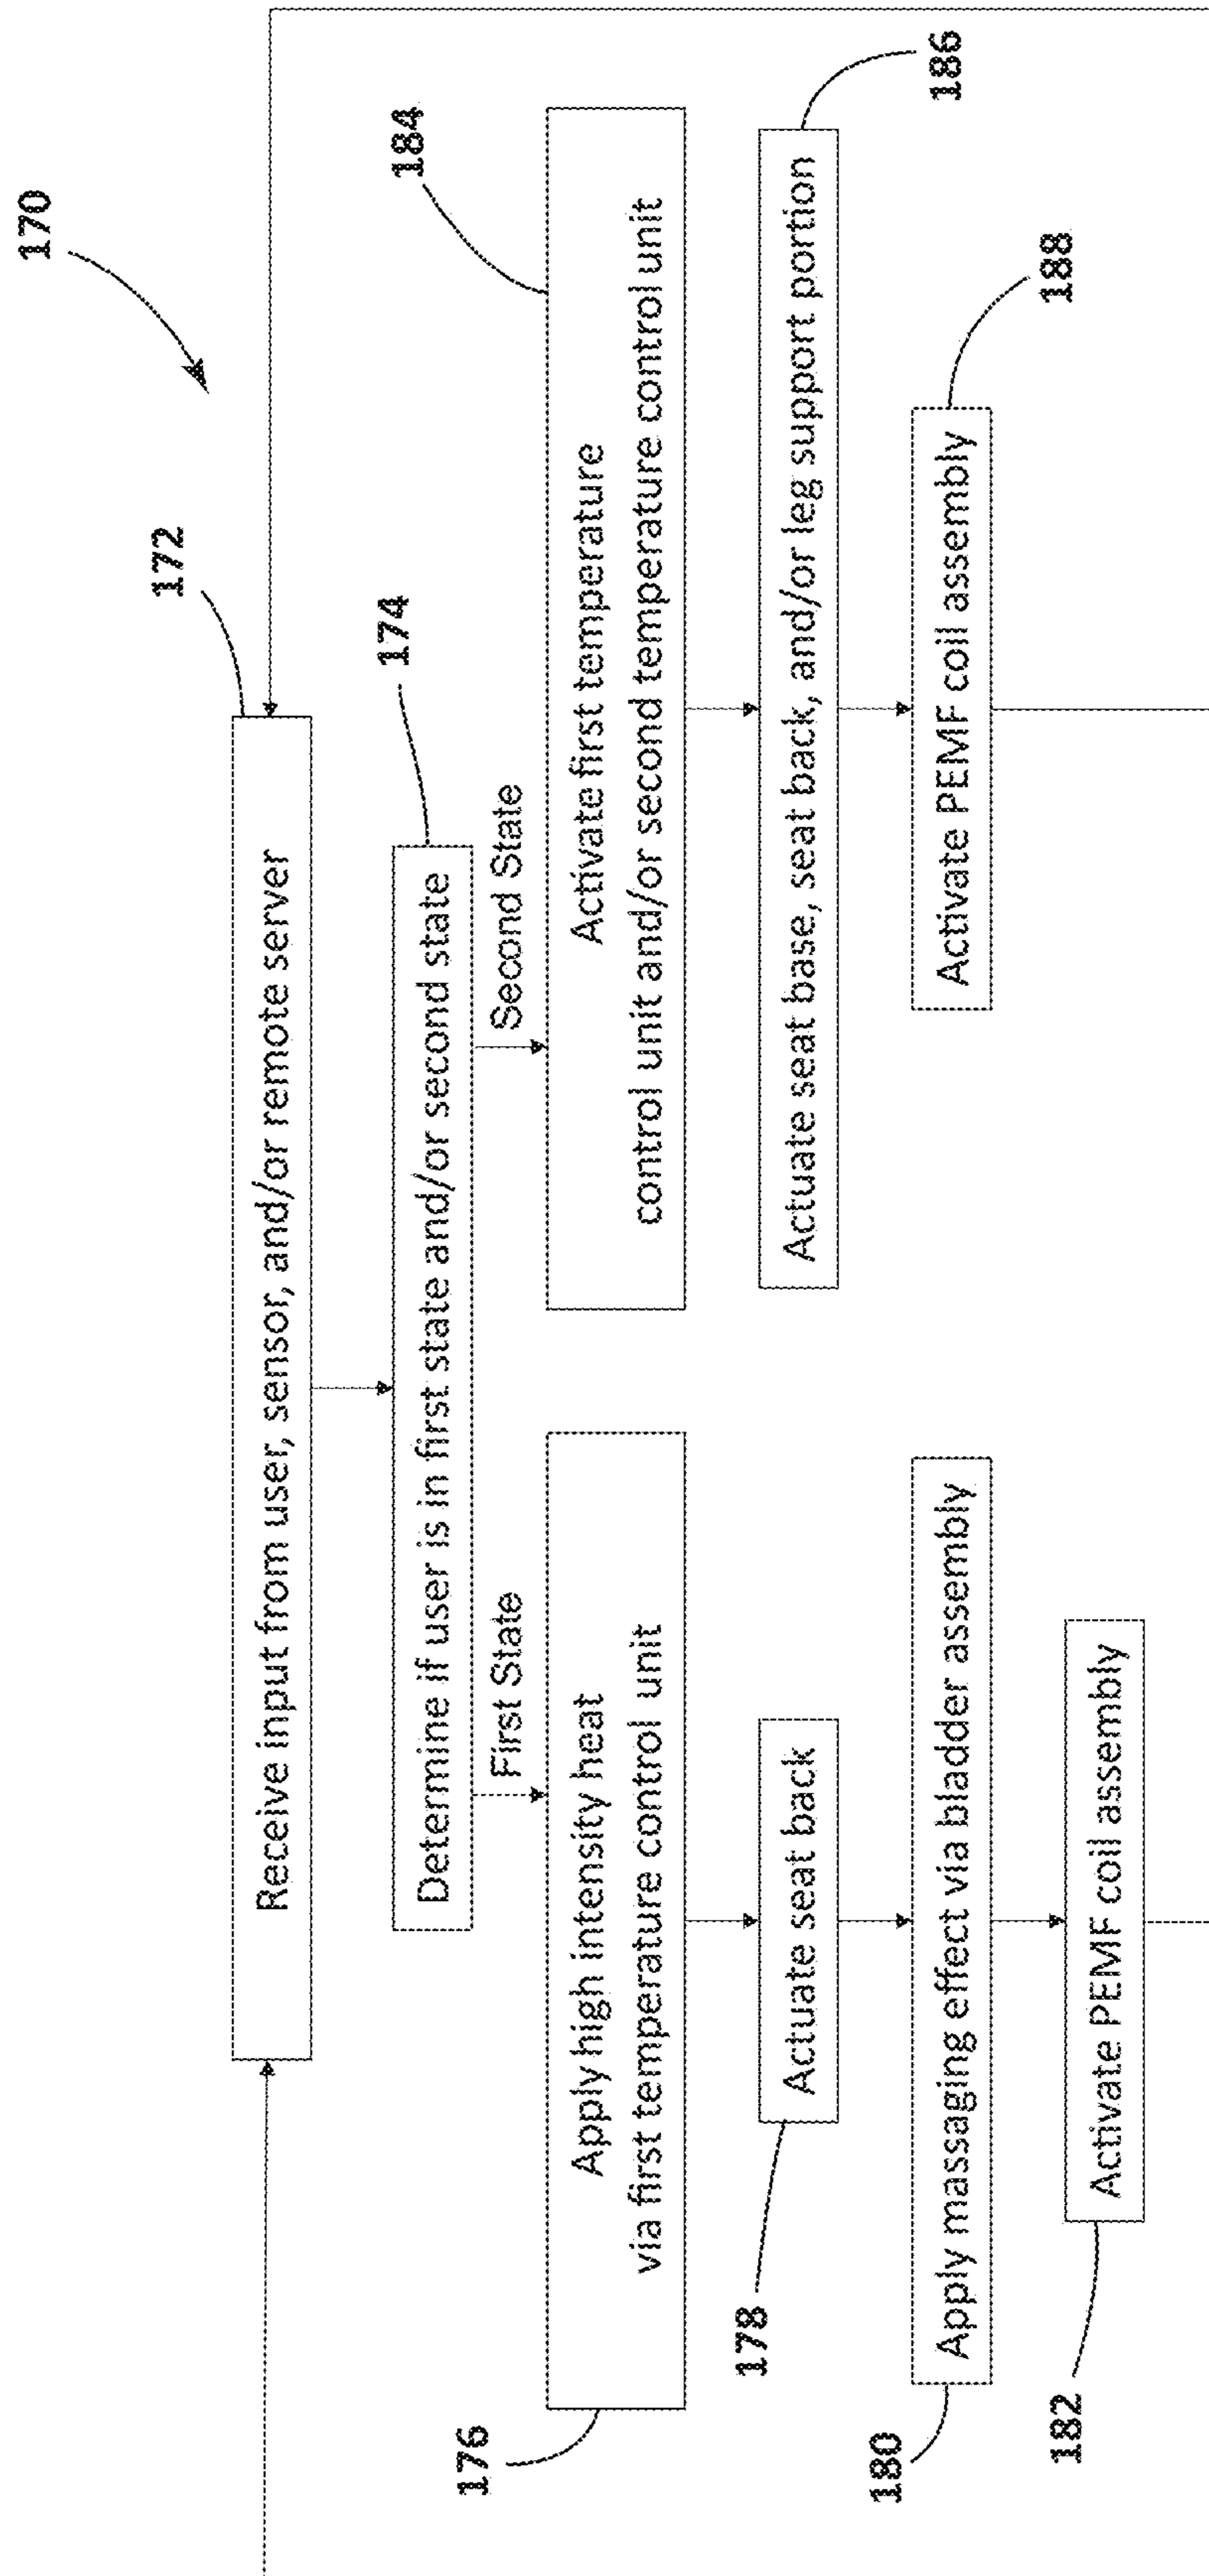 170
172
Receive input from user, sensor, and/or remote server
174
Determine if user is in first state and/or second state
First State
Second State
176
Apply high intensity heat
via first temperature control unit
184
Activate first temperature
control unit and/or second temperature control unit
178
Actuate seat back
186
Actuate seat base, seat back, and/or leg support portion
180
Apply massaging effect via bladder assembly
188
Activate PEMF coil assembly
182
Activate PEMF coil assembly